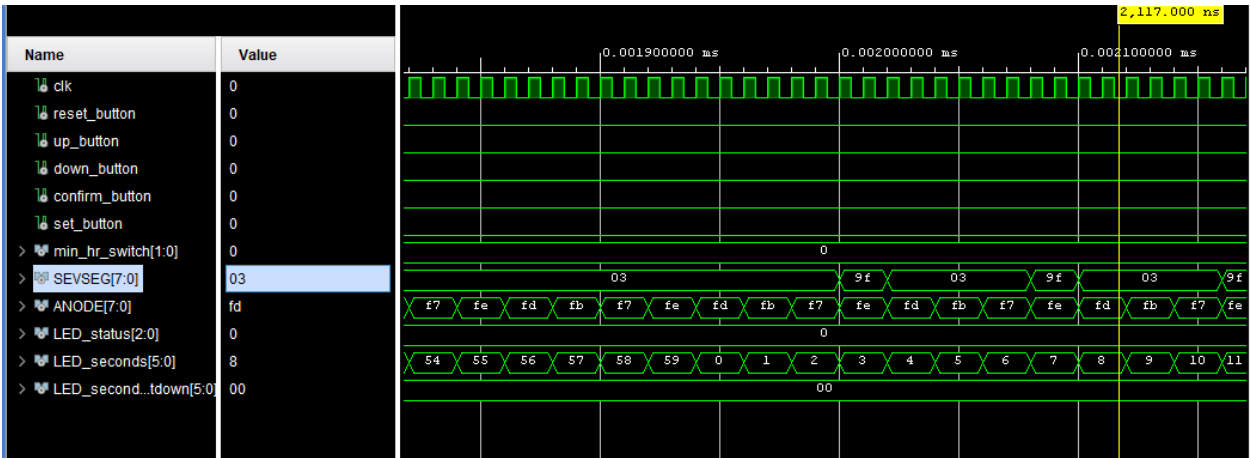 2,117.000 ns
Name Value
0.001900000 ms 0.002000000 ms 0.002100000 ms
clk 0
reset_button 0
up_button 0
down_button 0
confirm_button 0
set_button 0
min_hr_switch[1:0] 0 0
SEVSEG[7:0] 03 03 9f 03 9f 03 9f
ANODE[7:0] fd f7 fe fd fb f7 fe fd fb f7 fe fd fb f7 fe fd fb f7 fe
LED_status[2:0] 0 0
LED_seconds[5:0] 8 54 55 56 57 58 59 0 1 2 3 4 5 6 7 8 9 10 11
LED_second...tdown[5:0] 00 00